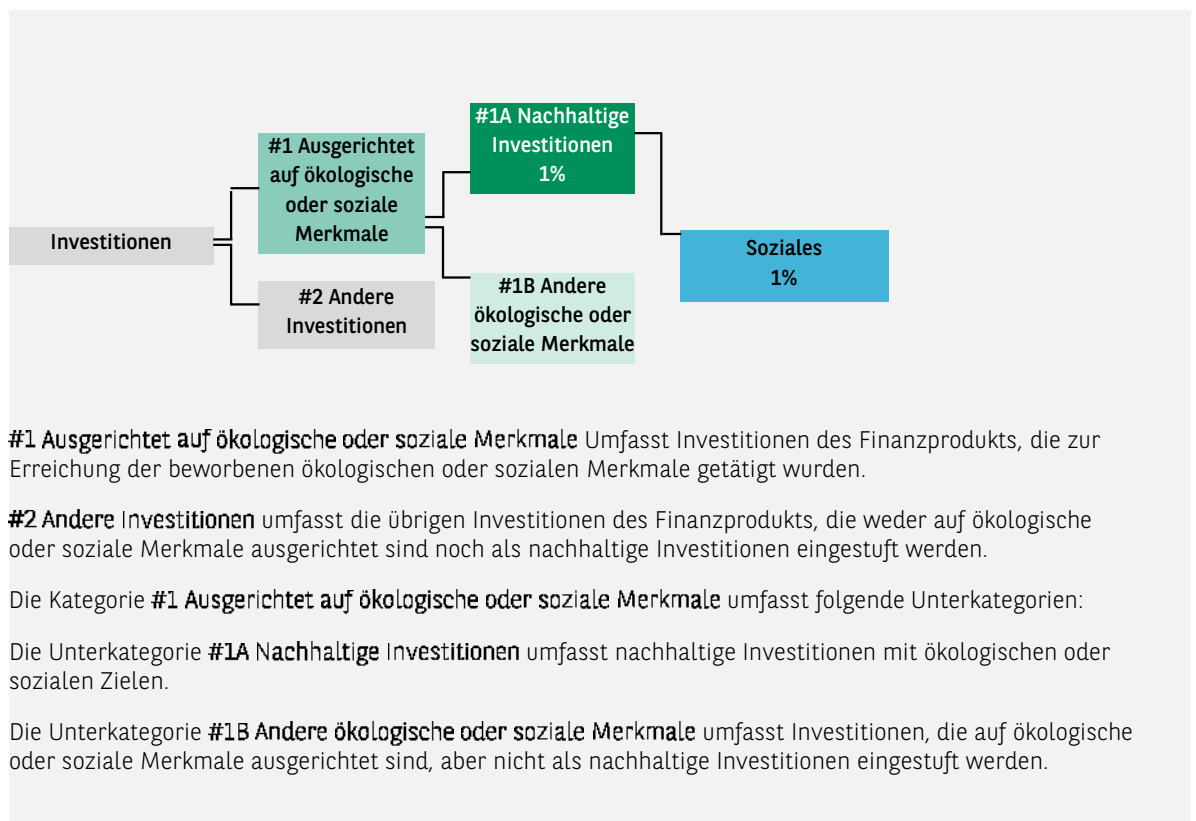 #1A Nachhaltige
Investitionen
1%
#1 Ausgerichtet
auf ökologische
oder soziale
Merkmale
Investitionen
Soziales
1%
#2 Andere
Investitionen
#1B Andere
ökologische oder
soziale Merkmale
#1 Ausgerichtet auf ökologische oder soziale Merkmale Umfasst Investitionen des Finanzprodukts, die zur
Erreichung der beworbenen ökologischen oder sozialen Merkmale getätigt wurden.
#2 Andere Investitionen umfasst die übrigen Investitionen des Finanzprodukts, die weder auf ökologische
oder soziale Merkmale ausgerichtet sind noch als nachhaltige Investitionen eingestuft werden.
Die Kategorie #1 Ausgerichtet auf ökologische oder soziale Merkmale umfasst folgende Unterkategorien:
Die Unterkategorie #1A Nachhaltige Investitionen umfasst nachhaltige Investitionen mit ökologischen oder
sozialen Zielen.
Die Unterkategorie #1B Andere ökologische oder soziale Merkmale umfasst Investitionen, die auf ökologische
oder soziale Merkmale ausgerichtet sind, aber nicht als nachhaltige Investitionen eingestuft werden.